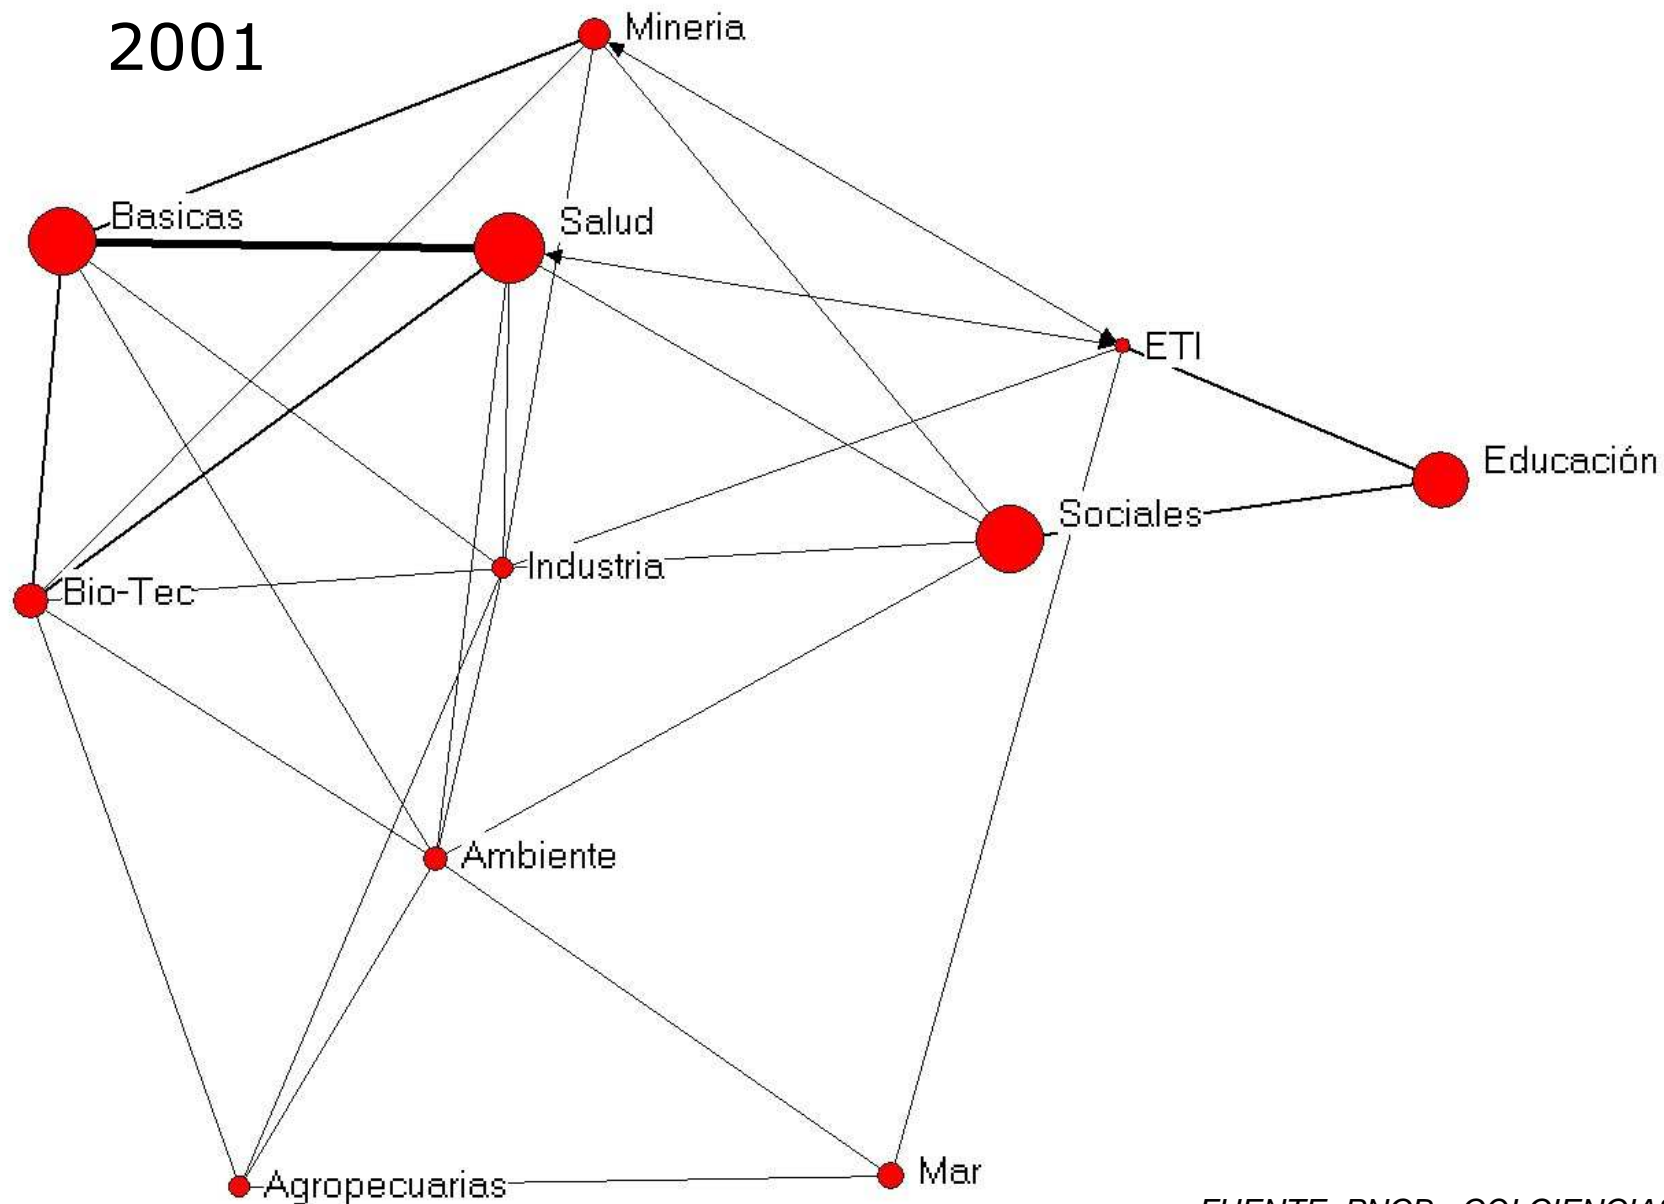 2001
Mineria
Basicas
Salud
ETI
Educación
Sociales
Industria
Bio-Tec
Ambiente
Mar
Agropecuarias